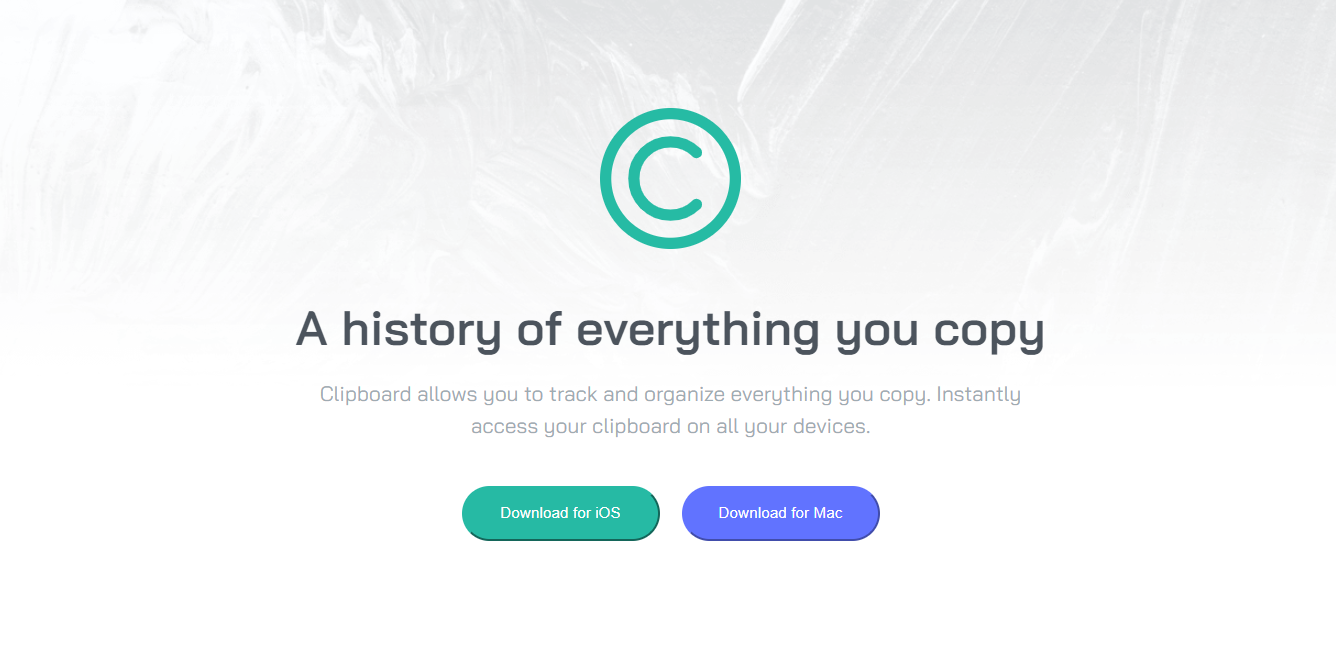 A history of everything you copy
Clipboard allows you to track and organize everything you copy. Instantly
access your clipboard on all your devices.
Download for iOS
Download for Mac